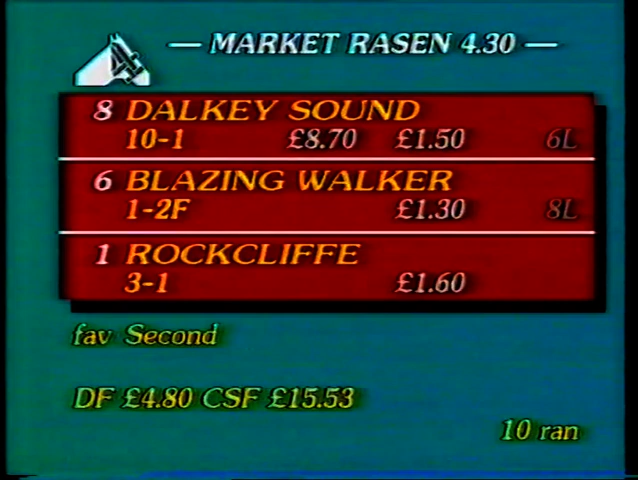 — MARKET RASEN 4.30 —
8 DALKEY SOUND
10-1 £8.70 £1.50 6L
6 BLAZING WALKER
1-2F £1.30 8L
1 ROCKCLIFFE
3-1 £1.60
fav Second
DF £4.80 CSF £15.53
10 ran